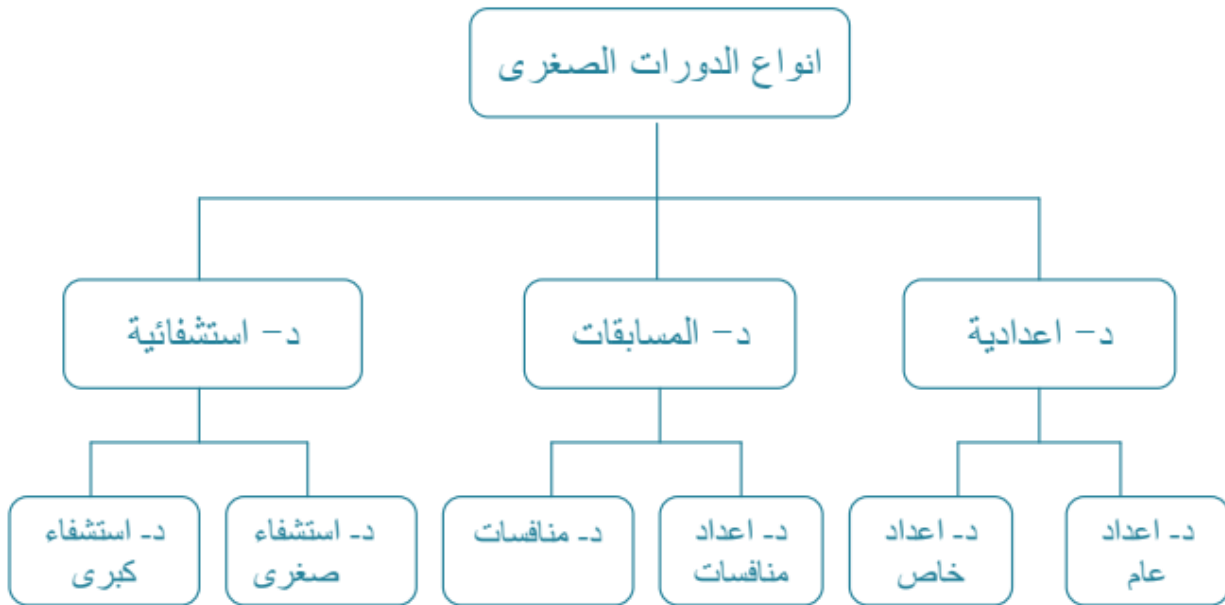 انواع الدورات الصغرى
د– اعدادية
د– المسابقات
د– استشفائية
د- اعداد
عام
د- اعداد
خاص
د- اعداد
منافسات
د- منافسات
د- استشفاء
صغرى
د- استشفاء
كبرى